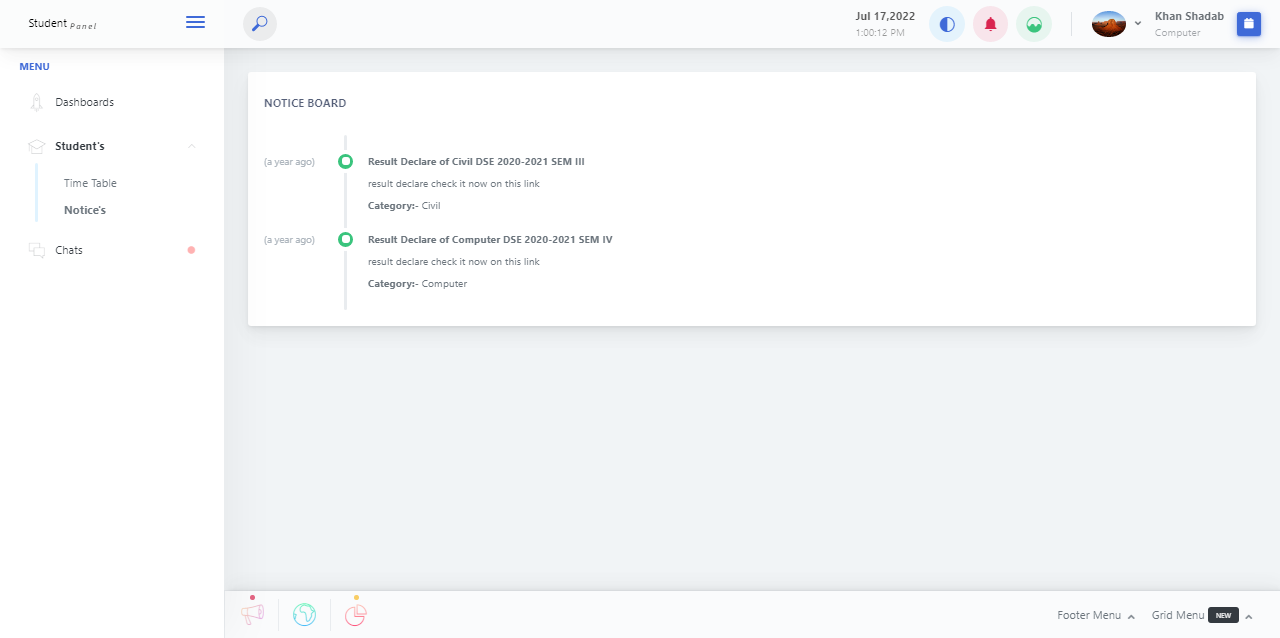 Student Panel
Jul 17,2022
1:00:12 PM
Khan Shadab
Computer
MENU
Dashboards
Student's
Time Table
Notice's
Chats
NOTICE BOARD
(a year ago)
Result Declare of Civil DSE 2020-2021 SEM III
result declare check it now on this link
Category:- Civil
(a year ago)
Result Declare of Computer DSE 2020-2021 SEM IV
result declare check it now on this link
Category:- Computer
Footer Menu
Grid Menu NEW